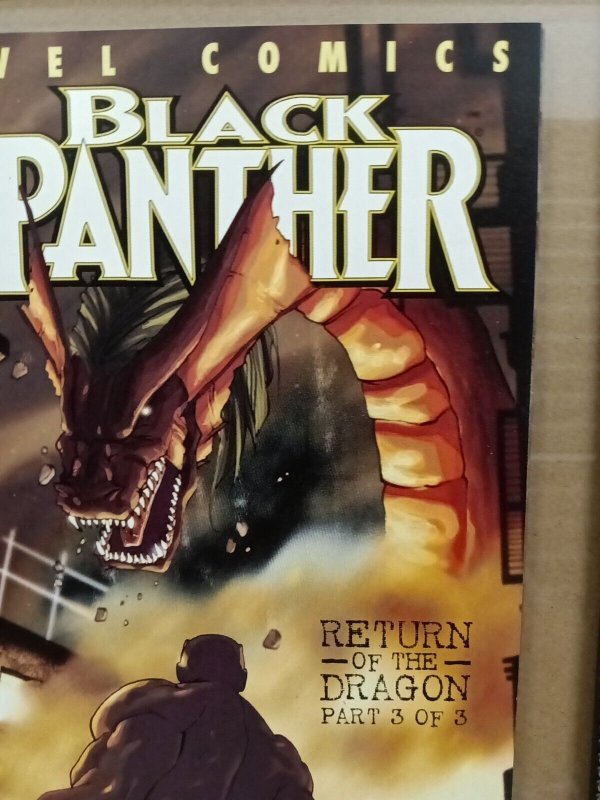 VEL COMICS
BLACK
PANTHER
RETURN
— OF THE —
DRAGON
PART 3 OF 3